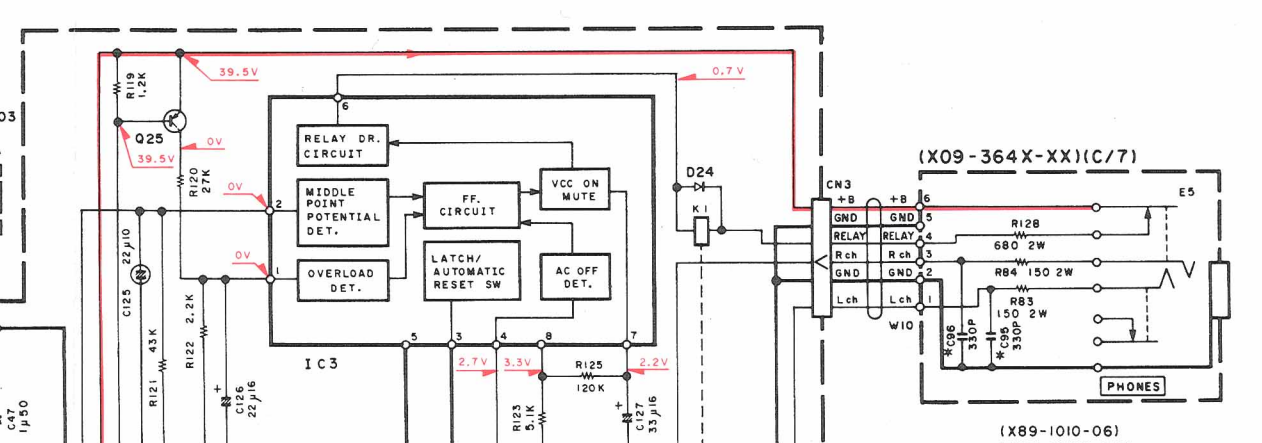 03
R119
1.2K
39.5V
Q25
39.5V
0V
R120
27K
0V
2
0V
1
6
0.7V
RELAY DR.
CIRCUIT
MIDDLE
POINT
POTENTIAL
DET.
FF.
CIRCUIT
VCC ON
MUTE
OVERLOAD
DET.
LATCH/
AUTOMATIC
RESET SW
AC OFF
DET.
IC3
5
3
4
8
7
2.7V
3.3V
2.2V
R125
120K
R123
5.1K
+
C127
33µ16
22µ10
C125
43K
R121
2.2K
R122
+
C126
22µ16
C47
1µ50
D24
K1
CN3
(X09-364X-XX)(C/7)
+B
+B
6
GND
GND
5
RELAY
RELAY
4
Rch
Rch
3
GND
GND
2
Lch
Lch
1
W10
E5
R128
680 2W
R84 150 2W
R83
150 2W
*C96
330P
*C95
330P
PHONES
(X89-1010-06)